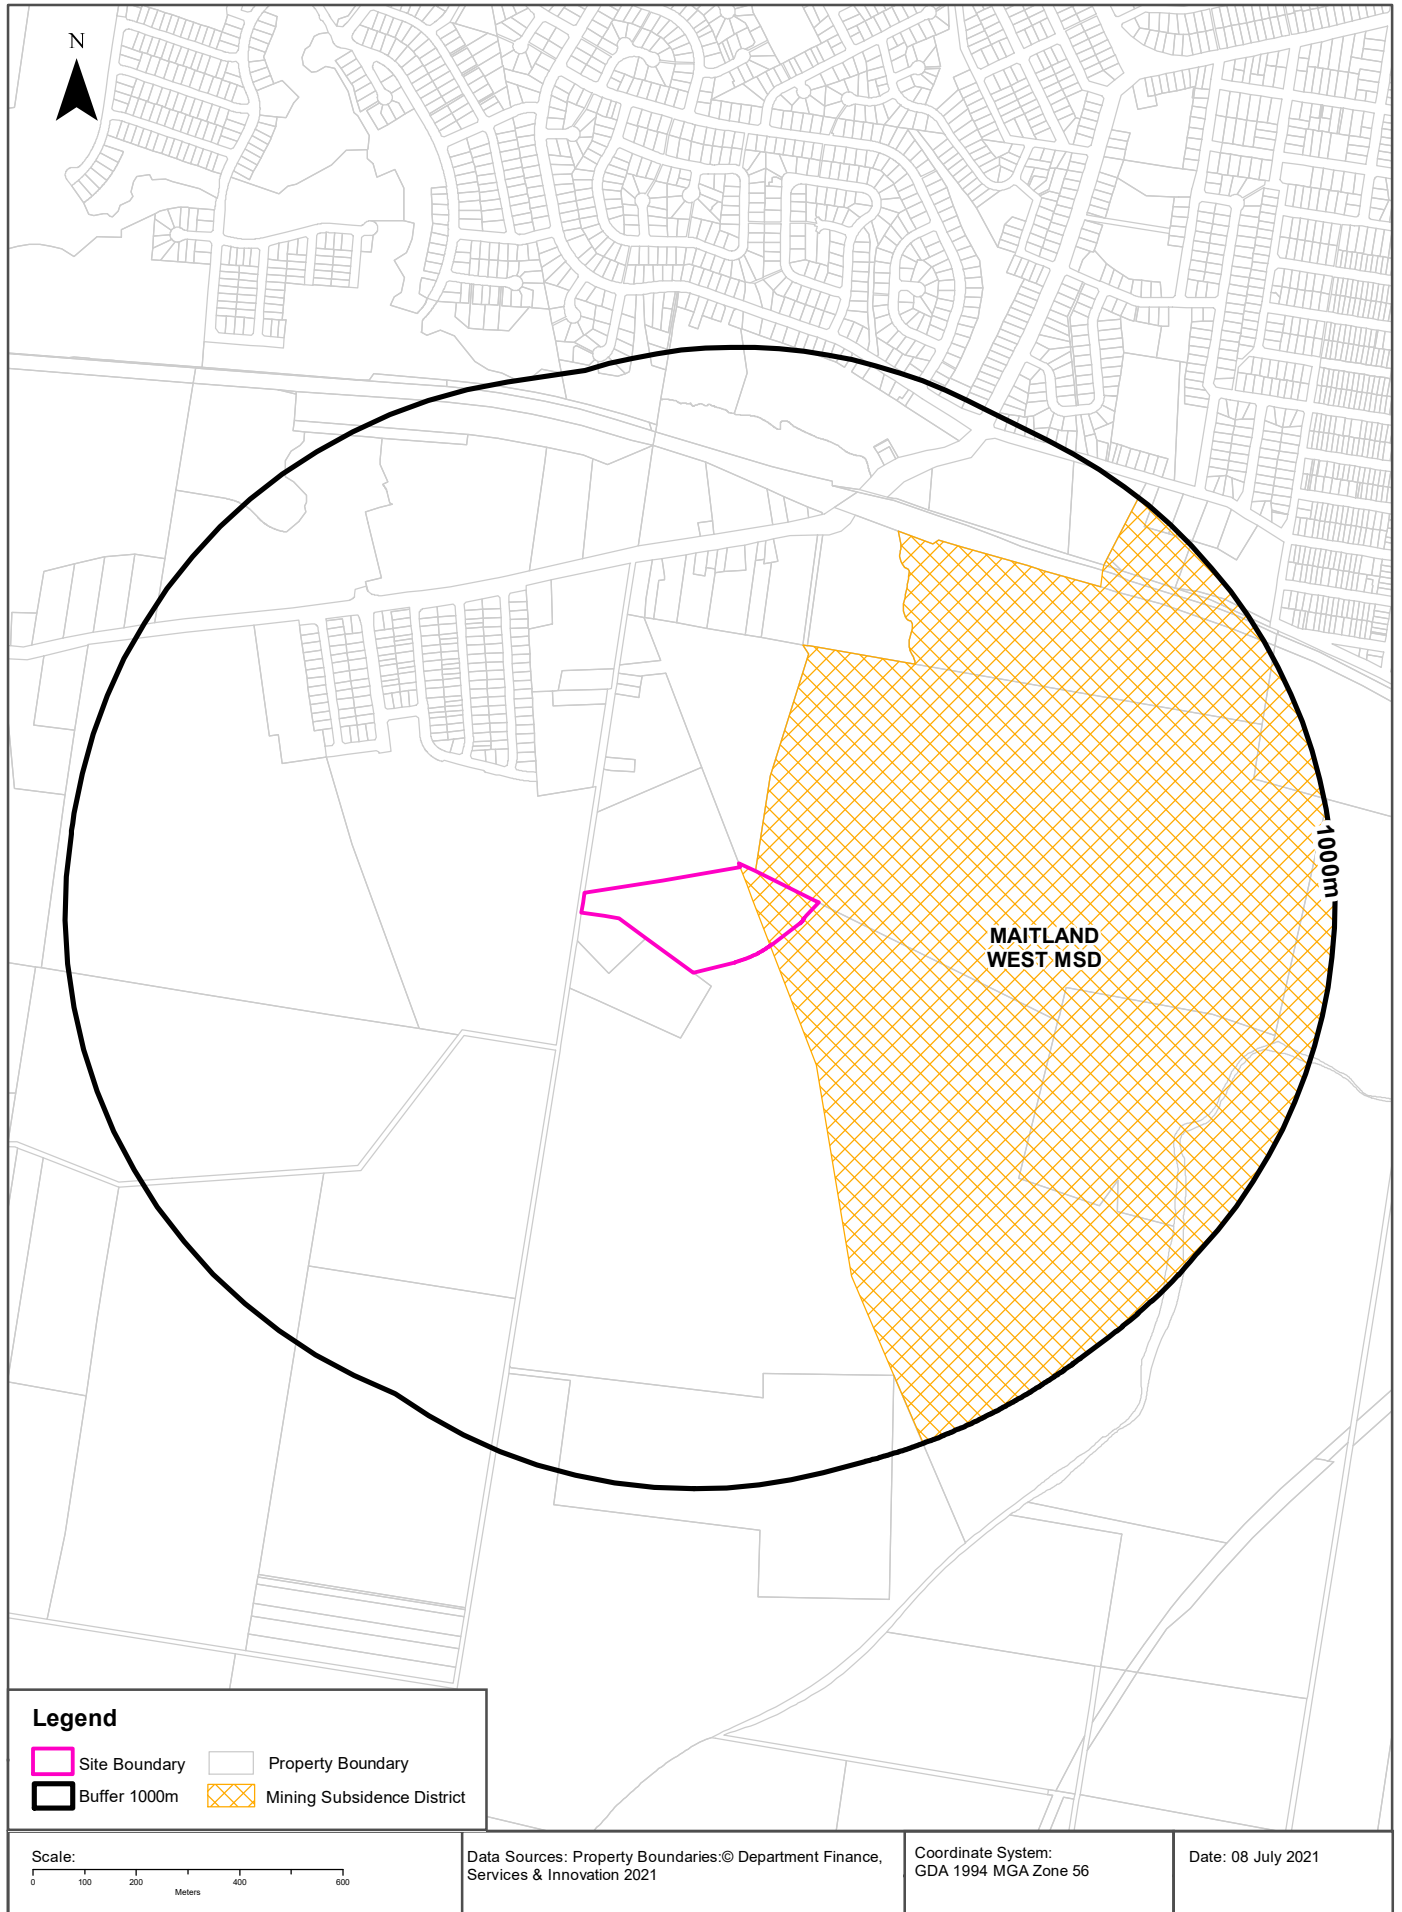 N
1000m
MAITLAND
WEST MSD
Legend
Site Boundary
Property Boundary
Buffer 1000m
Mining Subsidence District
Scale:
0 100 200 400 600
Meters
Data Sources: Property Boundaries:© Department Finance,
Services & Innovation 2021
Coordinate System:
GDA 1994 MGA Zone 56
Date: 08 July 2021